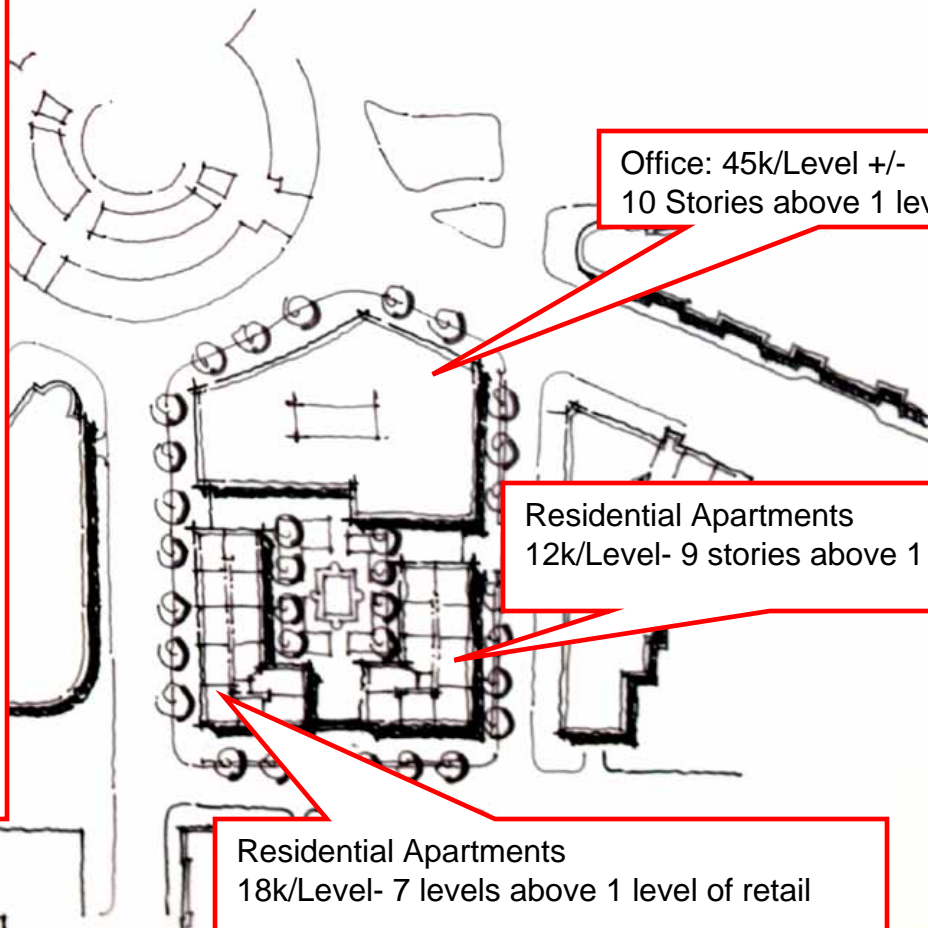 Office: 45k/Level +/-
10 Stories above 1 lev
Residential Apartments
12k/Level- 9 stories above 1
Residential Apartments
18k/Level- 7 levels above 1 level of retail